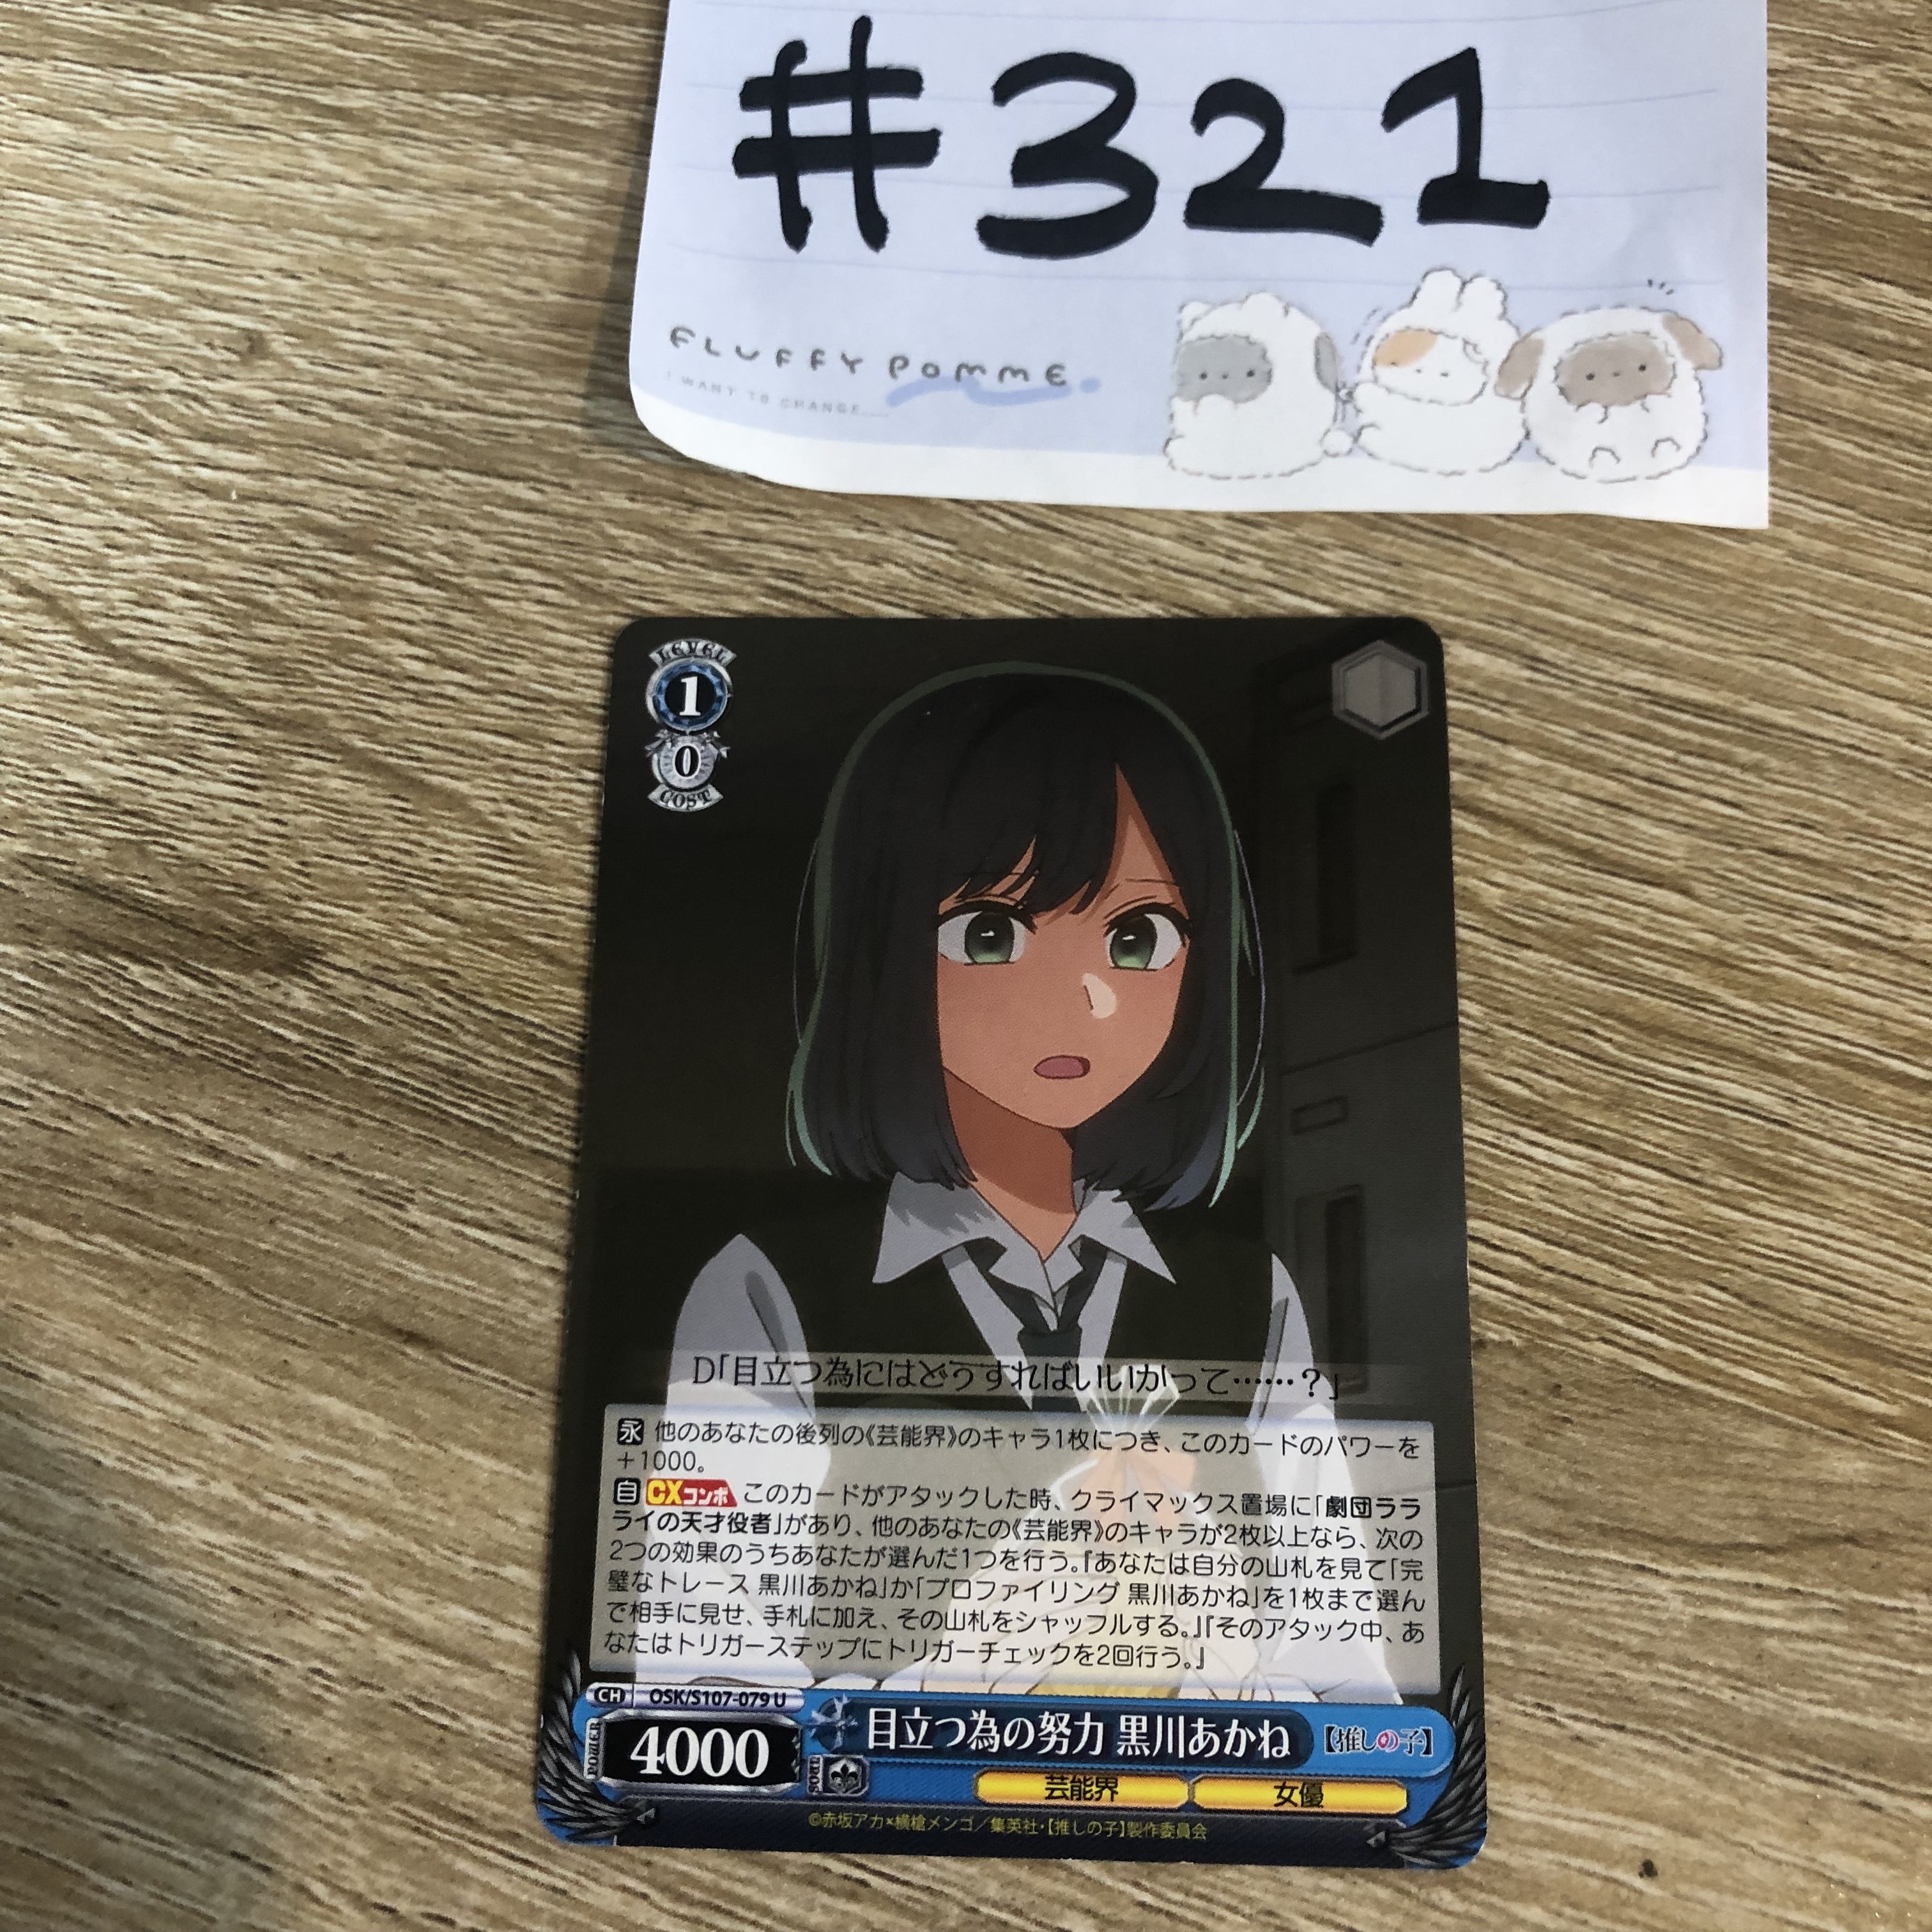 #321
FLUFFY POMME.
I WANT TO CHANGE....
LEVEL
1
0
COST
D「目立つ為にはどうすればいいかって……？」
永 他のあなたの後列の《芸能界》のキャラ1枚につき、このカードのパワーを
＋1000。
自 CXコンボ このカードがアタックした時、クライマックス置場に「劇団ララ
ライの天才役者」があり、他のあなたの《芸能界》のキャラが2枚以上なら、次の
2つの効果のうちあなたが選んだ1つを行う。『あなたは自分の山札を見て「完
璧なトレース 黒川あかね」か「プロファイリング 黒川あかね」を1枚まで選ん
で相手に見せ、手札に加え、その山札をシャッフルする。』『そのアタック中、あ
なたはトリガーステップにトリガーチェックを2回行う。』
CH OSK/S107-079 U
POWER 4000 SOUL 目立つ為の努力 黒川あかね 【推しの子】
芸能界 女優
©赤坂アカ×横槍メンゴ／集英社・【推しの子】製作委員会